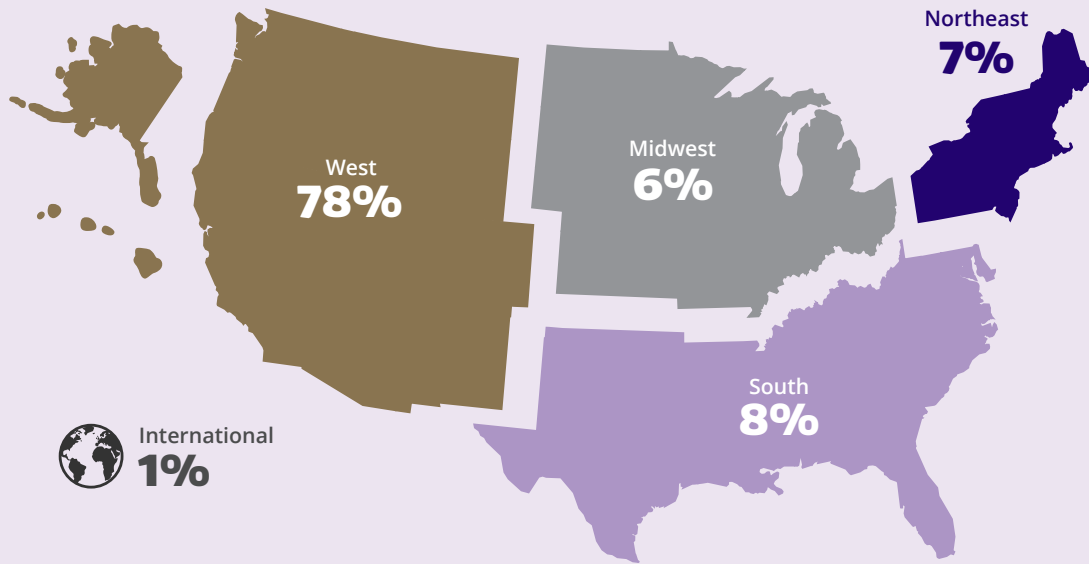 Northeast
7%
West
78%
Midwest
6%
South
8%
International
1%